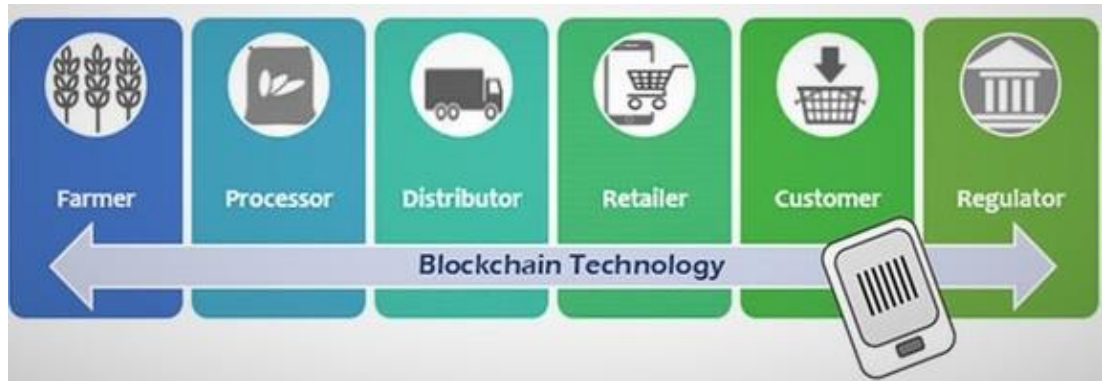 Farmer
Processor
Distributor
Retailer
Customer
Regulator
Blockchain Technology